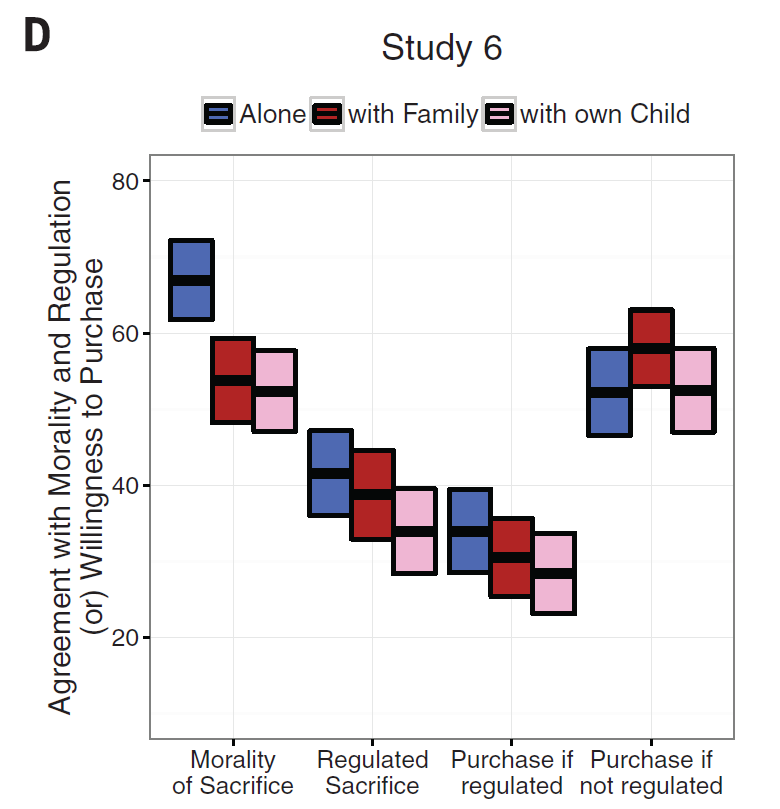 D
Study 6
Alone with Family with own Child
Agreement with Morality and Regulation
(or) Willingness to Purchase
80
60
40
20
Morality
of Sacrifice
Regulated
Sacrifice
Purchase if
regulated
Purchase if
not regulated